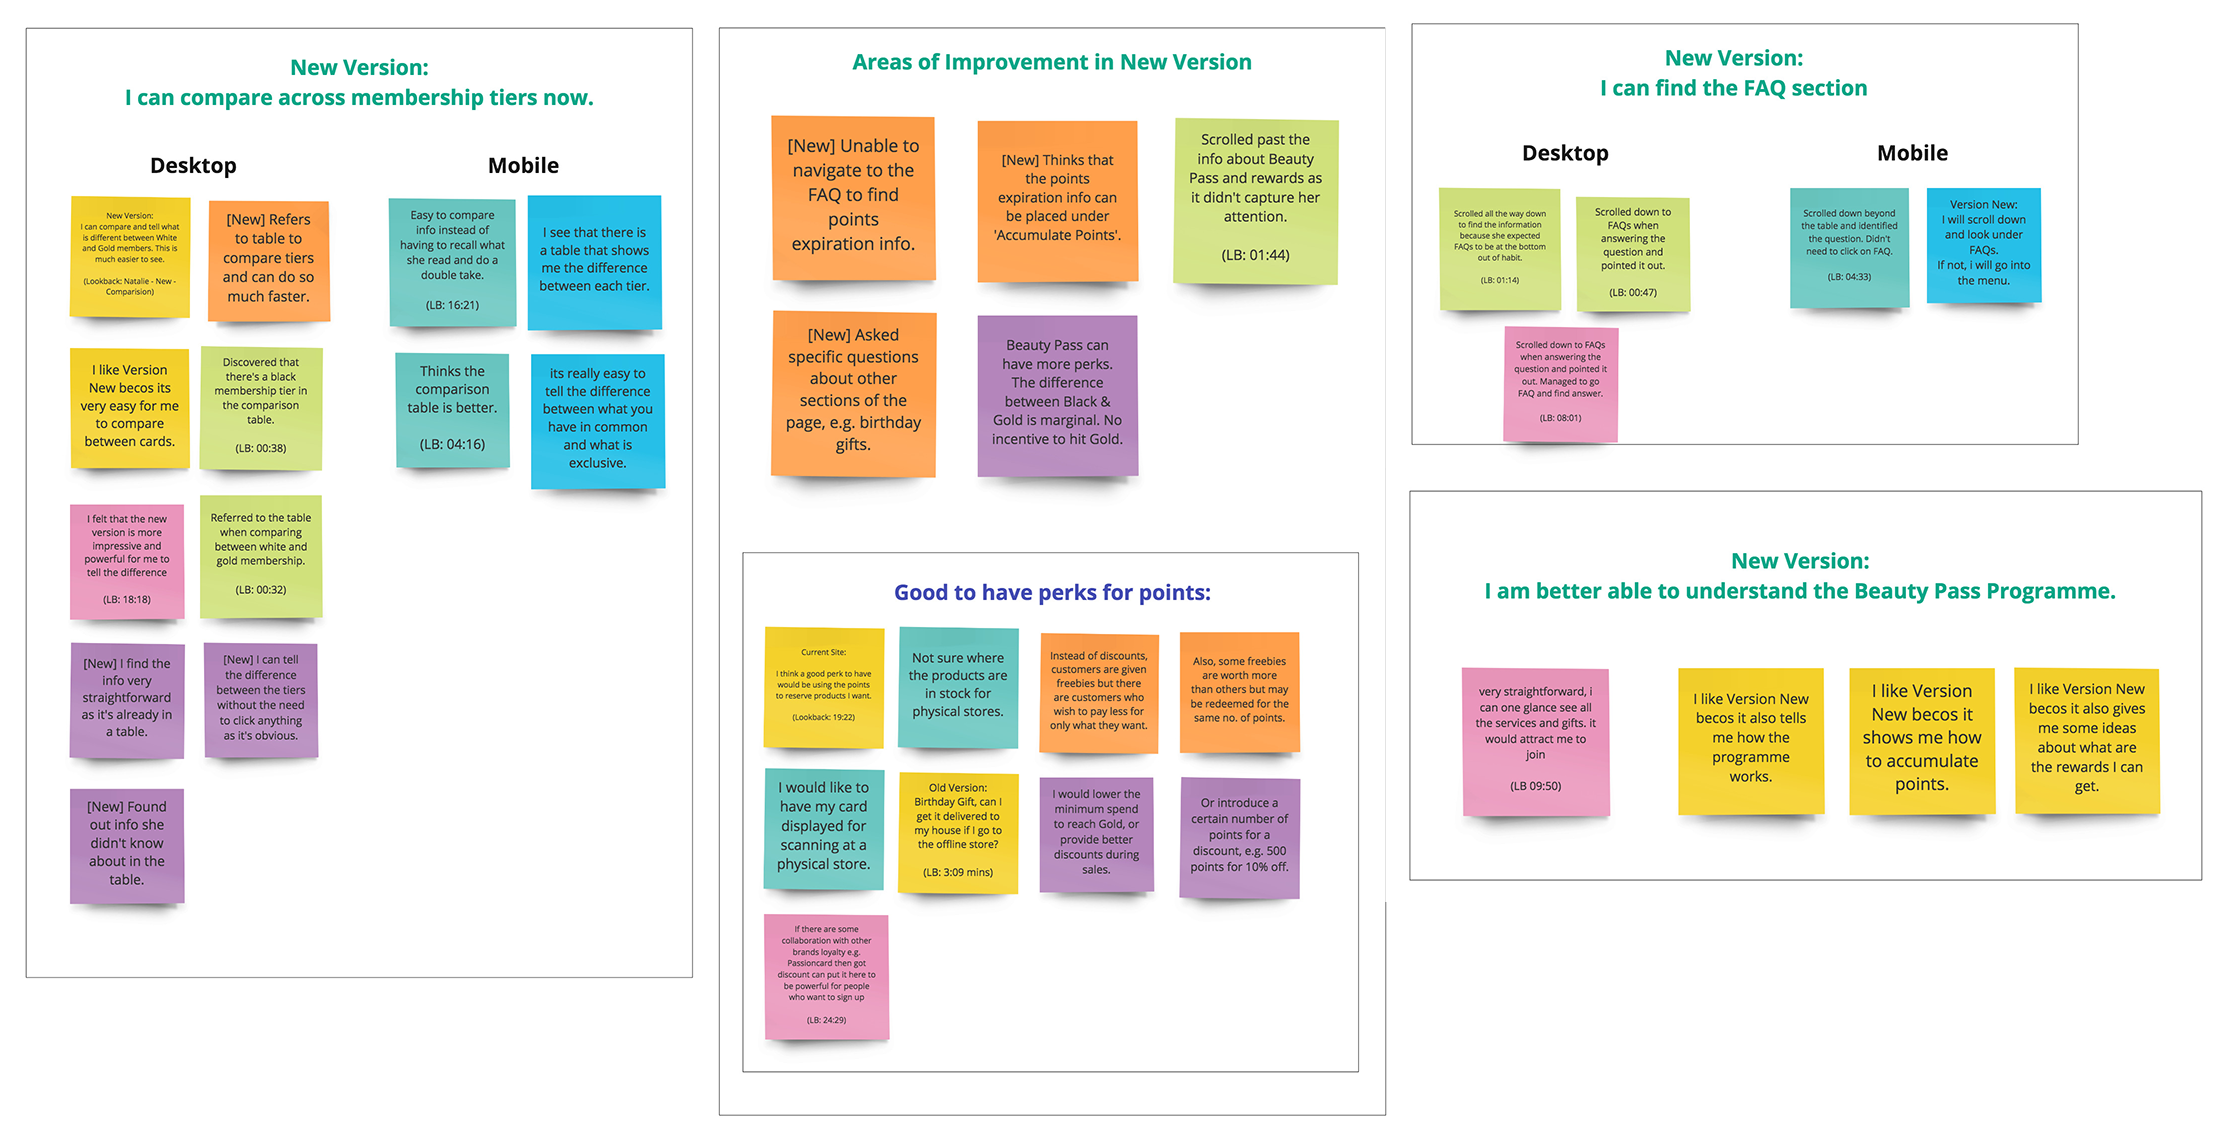 New Version:
I can compare across membership tiers now.
Desktop
Mobile
New Version:
I can compare and tell what
is different between White
and Gold members. This is
much easier to see.
(Lookback: Natalie - New -
Comparision)
[New] Refers
to table to
compare tiers
and can do so
much faster.
Easy to compare
info instead of
having to recall what
she read and do a
double take.
(LB: 16:21)
I see that there is
a table that shows
me the difference
between each tier.
I like Version
New becos its
very easy for me
to compare
between cards.
Discovered that
there's a black
membership tier in
the comparison
table.
(LB: 00:38)
Thinks the
comparison
table is better.
(LB: 04:16)
its really easy to
tell the difference
between what you
have in common
and what is
exclusive.
I felt that the new
version is more
impressive and
powerful for me to
tell the difference
(LB: 18:18)
Referred to the table
when comparing
between white and
gold membership.
(LB: 00:32)
[New] I find the
info very
straightforward
as it's already in
a table.
[New] I can tell
the difference
between the tiers
without the need
to click anything
as it's obvious.
[New] Found
out info she
didn't know
about in the
table.
Areas of Improvement in New Version
[New] Unable to
navigate to the
FAQ to find
points
expiration info.
[New] Thinks that
the points
expiration info can
be placed under
'Accumulate Points'.
Scrolled past the
info about Beauty
Pass and rewards as
it didn't capture her
attention.
(LB: 01:44)
[New] Asked
specific questions
about other
sections of the
page, e.g. birthday
gifts.
Beauty Pass can
have more perks.
The difference
between Black &
Gold is marginal. No
incentive to hit Gold.
Good to have perks for points:
Current Site:
I think a good perk to have
would be using the points
to reserve products I want.
(Lookback: 19:22)
Not sure where
the products are
in stock for
physical stores.
Instead of discounts,
customers are given
freebies but there
are customers who
wish to pay less for
only what they want.
Also, some freebies
are worth more
than others but may
be redeemed for the
same no. of points.
I would like to
have my card
displayed for
scanning at a
physical store.
Old Version:
Birthday Gift, can I
get it delivered to
my house if I go to
the offline store?
(LB: 3:09 mins)
I would lower the
minimum spend
to reach Gold, or
provide better
discounts during
sales.
Or introduce a
certain number of
points for a
discount, e.g. 500
points for 10% off.
If there are some
collaboration with other
brands loyalty e.g.
Passioncard then got
discount can put it here to
be powerful for people
who want to sign up
(LB: 24:29)
New Version:
I can find the FAQ section
Desktop
Mobile
Scrolled all the way down
to find the information
because she expected
FAQs to be at the bottom
out of habit.
(LB: 01:14)
Scrolled down to
FAQs when
answering the
question and
pointed it out.
(LB: 00:47)
Scrolled down beyond
the table and identified
the question. Didn't
need to click on FAQ.
(LB: 04:33)
Version New:
I will scroll down
and look under
FAQs.
If not, i will go into
the menu.
Scrolled down to FAQs
when answering the
question and pointed it
out. Managed to go
FAQ and find answer.
(LB: 08:01)
New Version:
I am better able to understand the Beauty Pass Programme.
very straightforward, i
can one glance see all
the services and gifts. it
would attract me to
join
(LB 09:50)
I like Version New
becos it also tells
me how the
programme
works.
I like Version
New becos it
shows me how
to accumulate
points.
I like Version New
becos it also gives
me some ideas
about what are
the rewards I can
get.